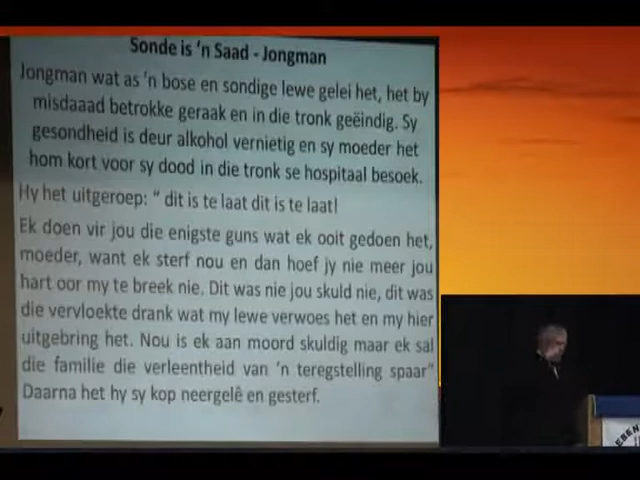 Sonde is 'n Saad - Jongman
Jongman wat as 'n bose en sondige lewe gelei het, het by
misdaaad betrokke geraak en in die tronk geëindig. Sy
gesondheid is deur alkohol vernietig en sy moeder het
hom kort voor sy dood in die tronk se hospitaal besoek.
Hy het uitgeroep: " dit is te laat dit is te laat!
Ek doen vir jou die enigste guns wat ek ooit gedoen het,
moeder, want ek sterf nou en dan hoef jy nie meer jou
hart oor my te breek nie. Dit was nie jou skuld nie, dit was
die vervloekte drank wat my lewe verwoes het en my hier
uitgebring het. Nou is ek aan moord skuldig maar ek sal
die familie die verleentheid van 'n teregstelling spaar"
Daarna het hy sy kop neergelê en gesterf.
EBEN